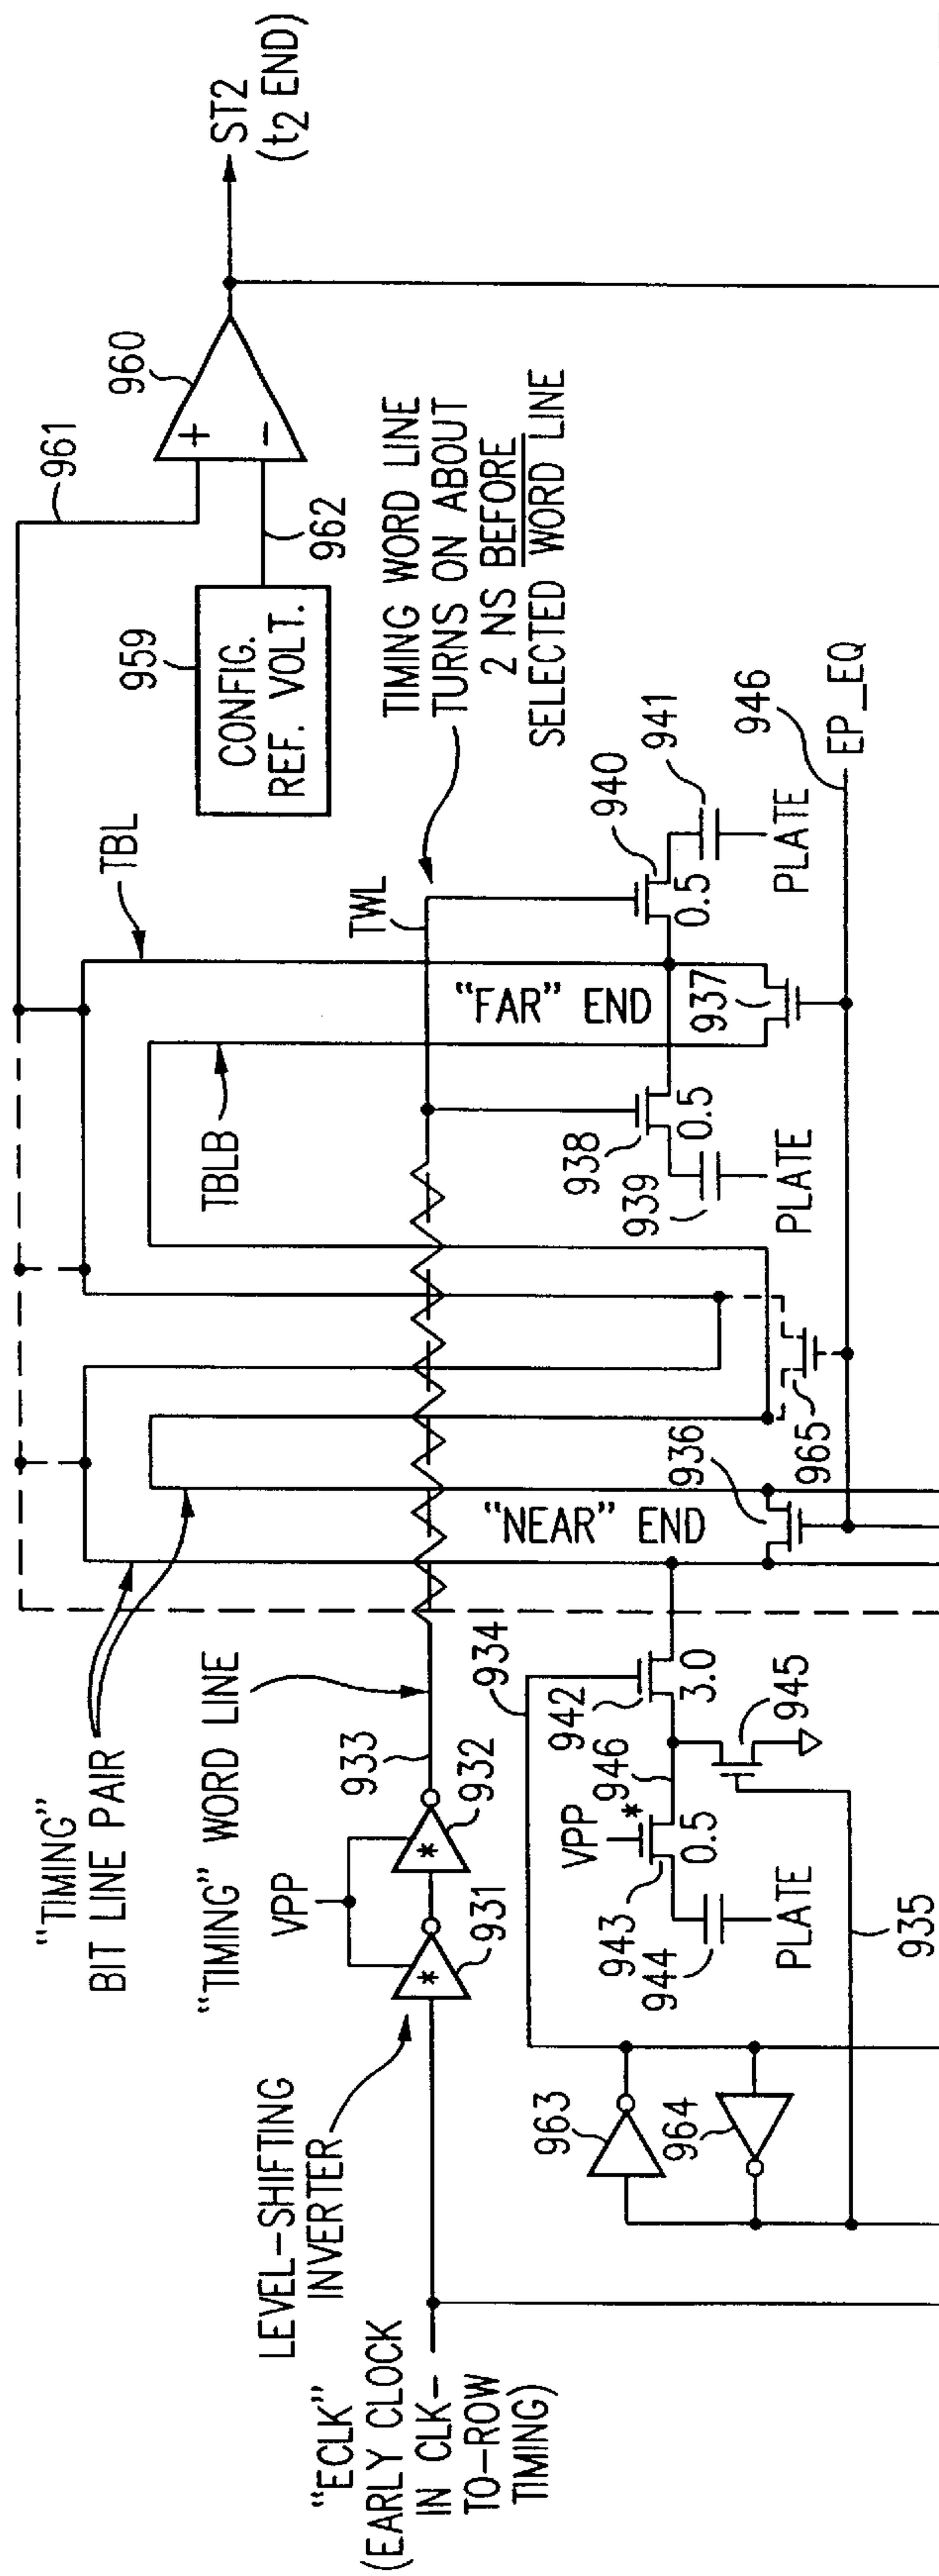 "ECLK"
(EARLY CLOCK
IN CLK-
TO-ROW
TIMING)
LEVEL-SHIFTING
INVERTER
"TIMING"
BIT LINE PAIR
"TIMING" WORD LINE
VPP
*
*
931
932
933
934
963
964
935
942
3.0
945
946
VPP
*
0.5
943
944
PLATE
"NEAR" END
936
965
TBLB
TBL
TWL
"FAR" END
937
938
0.5
939
PLATE
940
0.5
941
PLATE
946
EP_EQ
TIMING WORD LINE
TURNS ON ABOUT
2 NS BEFORE
SELECTED WORD LINE
959
CONFIG.
REF. VOLT.
962
961
960
+
-
ST2
(t2 END)